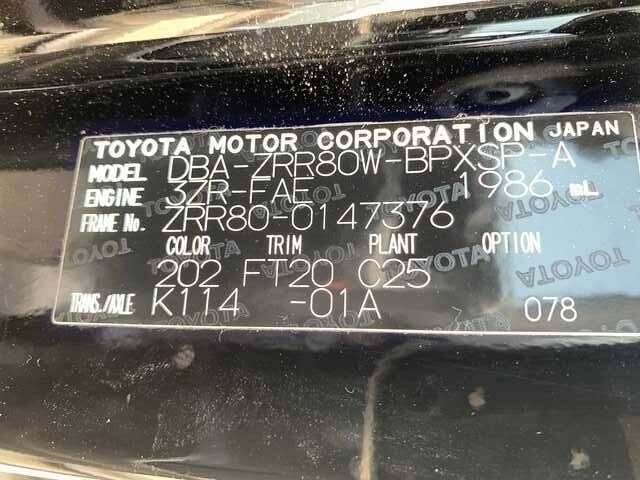 TOYOTA MOTOR CORPORATION JAPAN
MODEL DBA-ZRR80W-BPXSP-A
ENGINE 3ZR-FAE 1986 mL
FRAME No. ZRR80-0147376
COLOR TRIM PLANT OPTION
202 FT20 C25
TRANS./AXLE K114 -01A 078